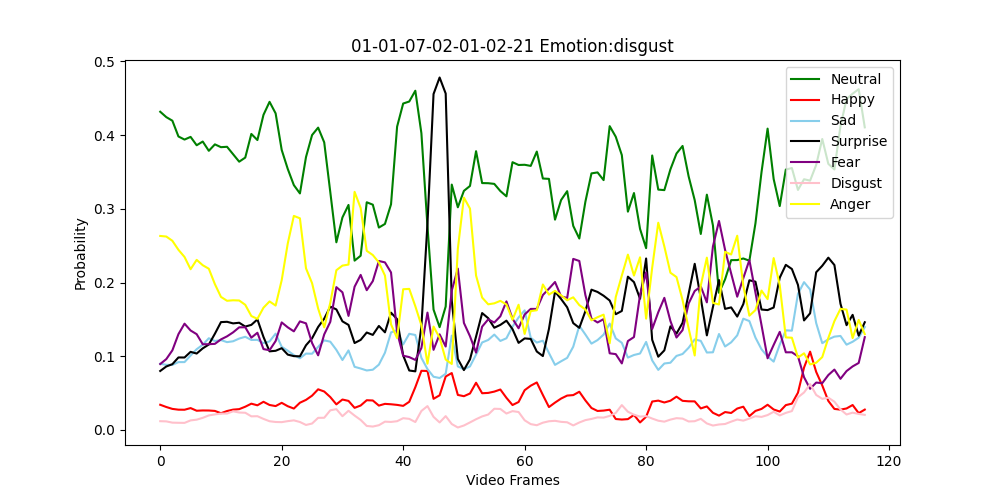 01-01-07-02-01-02-21 Emotion:disgust
0.5
0.4
0.3
0.2
0.1
0.0
Probability
0
20
40
60
80
100
120
Video Frames
Neutral
Happy
Sad
Surprise
Fear
Disgust
Anger